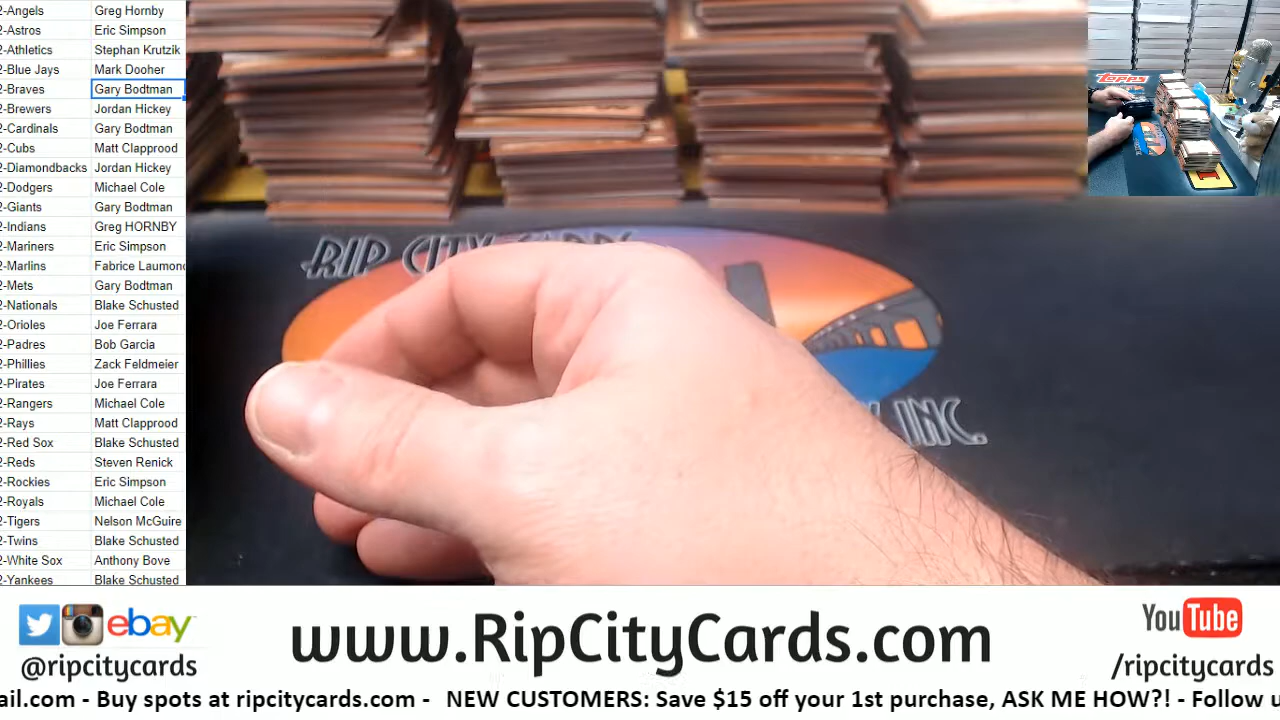 2-Angels Greg Hornby
2-Astros Eric Simpson
2-Athletics Stephan Krutzik
2-Blue Jays Mark Dooher
2-Braves Gary Bodtman
2-Brewers Jordan Hickey
2-Cardinals Gary Bodtman
2-Cubs Matt Clapprood
2-Diamondbacks Jordan Hickey
2-Dodgers Michael Cole
2-Giants Gary Bodtman
2-Indians Greg HORNBY
2-Mariners Eric Simpson
2-Marlins Fabrice Laumond
2-Mets Gary Bodtman
2-Nationals Blake Schusted
2-Orioles Joe Ferrara
2-Padres Bob Garcia
2-Phillies Zack Feldmeier
2-Pirates Joe Ferrara
2-Rangers Michael Cole
2-Rays Matt Clapprood
2-Red Sox Blake Schusted
2-Reds Steven Renick
2-Rockies Eric Simpson
2-Royals Michael Cole
2-Tigers Nelson McGuire
2-Twins Blake Schusted
2-White Sox Anthony Bove
2-Yankees Blake Schusted
Topps
RIP CITY CARDS
INC.
ebay
@ripcitycards
www.RipCityCards.com
YouTube
/ripcitycards
ail.com - Buy spots at ripcitycards.com - NEW CUSTOMERS: Save $15 off your 1st purchase, ASK ME HOW?! - Follow u